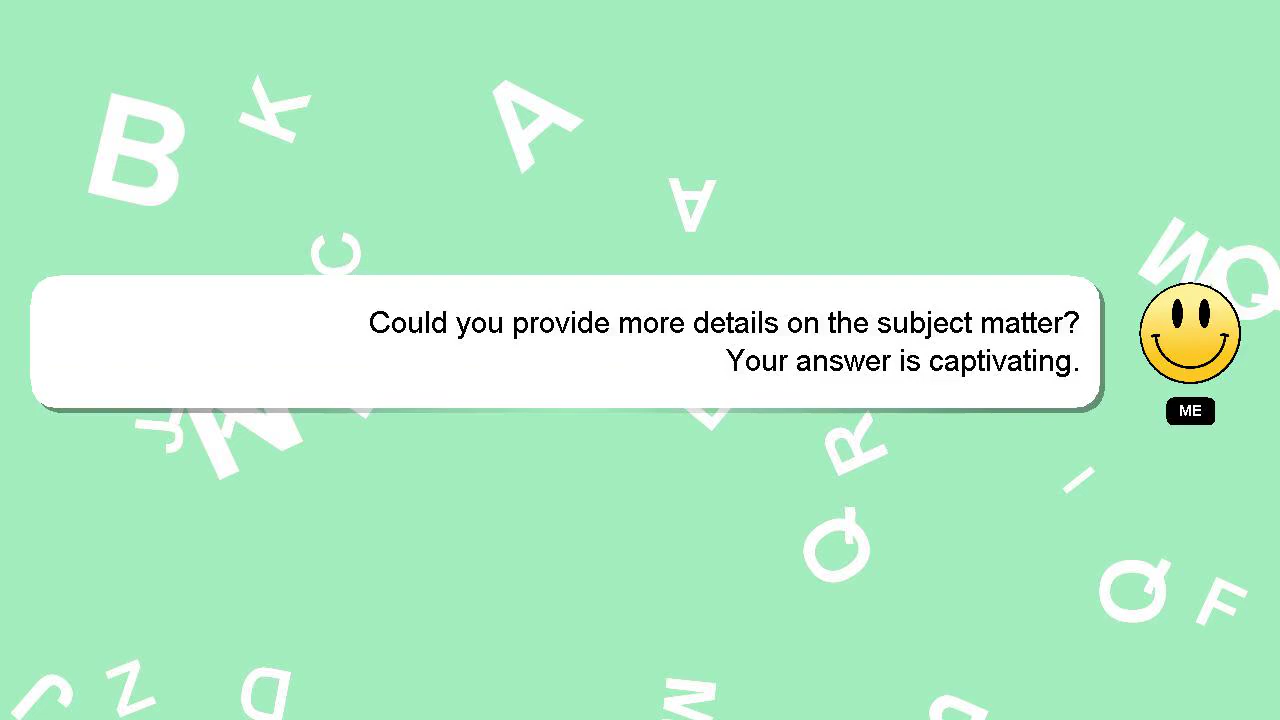 B
K
A
A
C
M
Q
Could you provide more details on the subject matter?
Your answer is captivating.
ME
J
R
I
Q
Q
F
J
Z
D
M